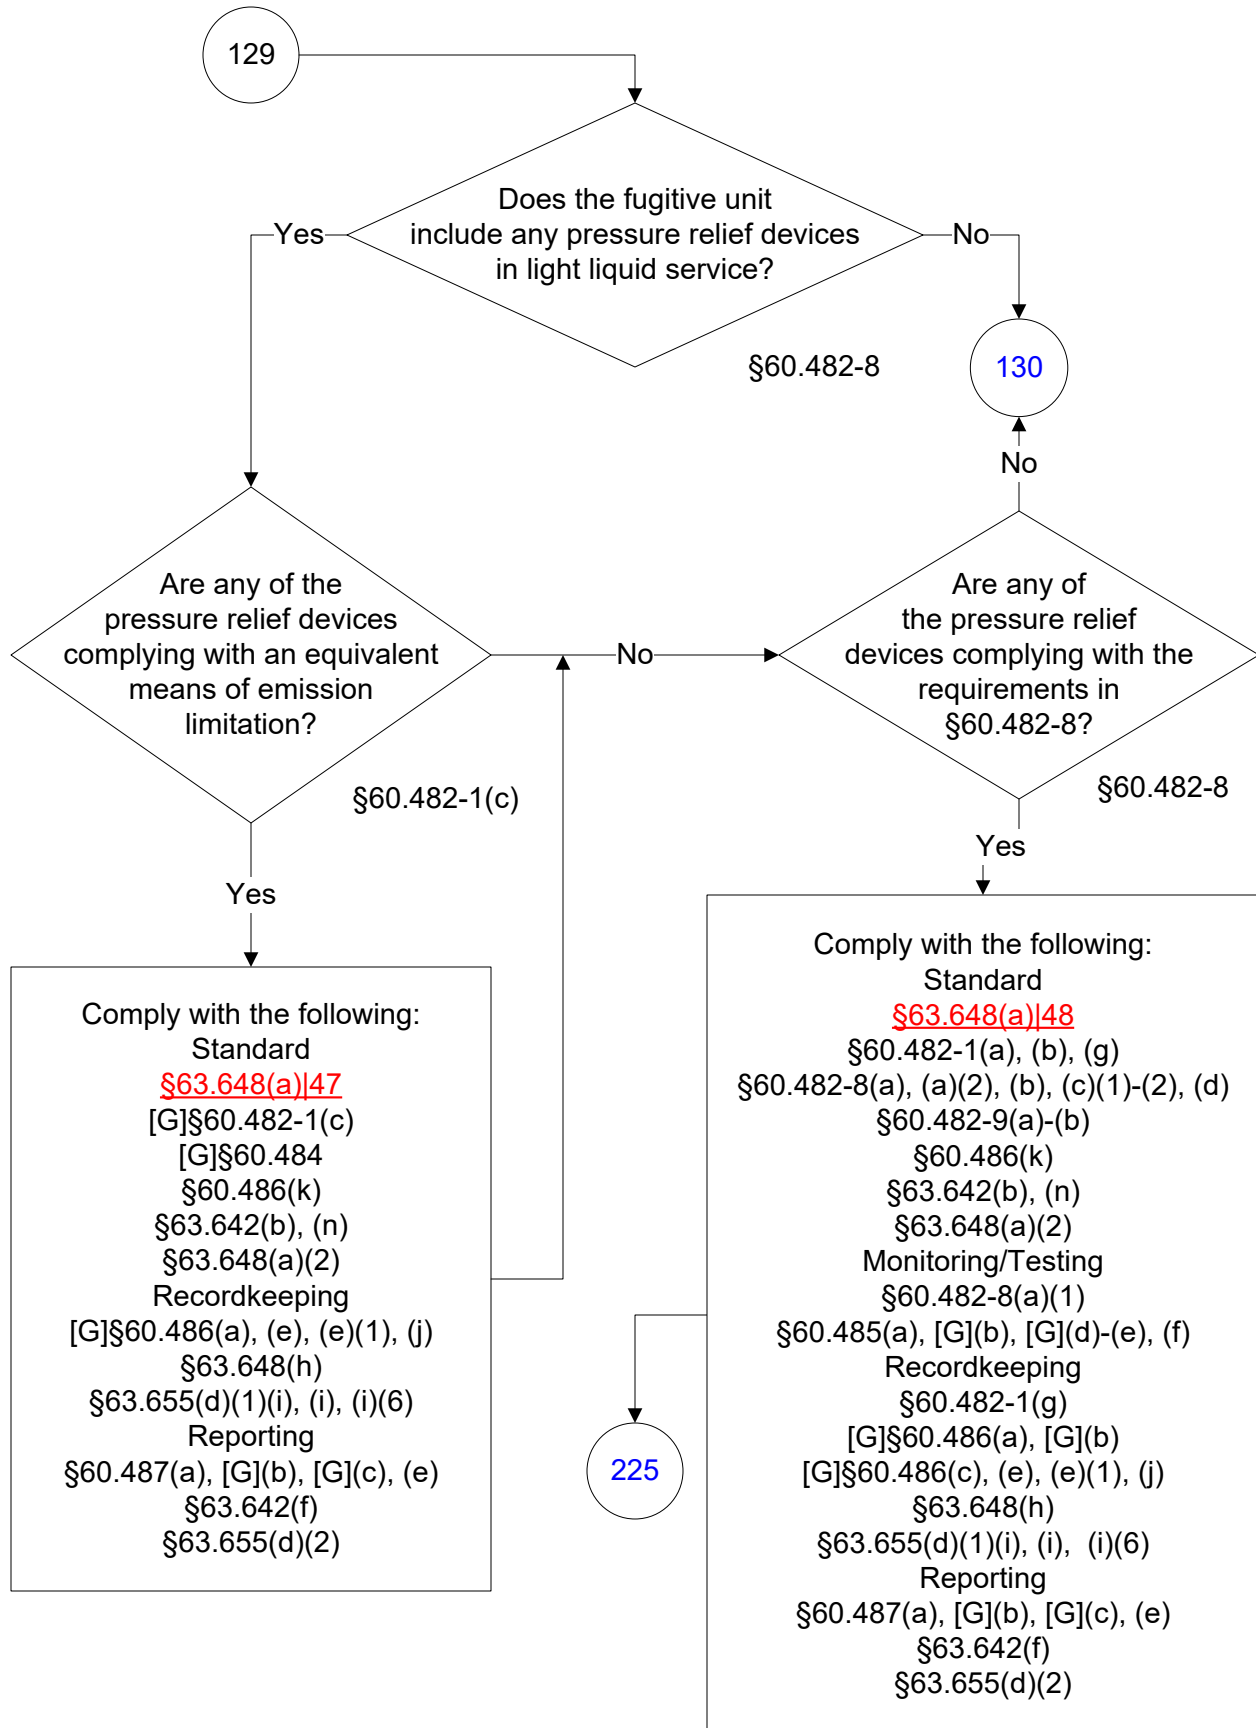 129
Does the fugitive unit
include any pressure relief devices
in light liquid service?
Yes
No
§60.482-8
130
Are any of the
pressure relief devices
complying with an equivalent
means of emission
limitation?
§60.482-1(c)
No
No
Are any of
the pressure relief
devices complying with the
requirements in
§60.482-8?
§60.482-8
Yes
Yes
Comply with the following:
Standard
§63.648(a)|47
[G]§60.482-1(c)
[G]§60.484
§60.486(k)
§63.642(b), (n)
§63.648(a)(2)
Recordkeeping
[G]§60.486(a), (e), (e)(1), (j)
§63.648(h)
§63.655(d)(1)(i), (i), (i)(6)
Reporting
§60.487(a), [G](b), [G](c), (e)
§63.642(f)
§63.655(d)(2)
Comply with the following:
Standard
§63.648(a)|48
§60.482-1(a), (b), (g)
§60.482-8(a), (a)(2), (b), (c)(1)-(2), (d)
§60.482-9(a)-(b)
§60.486(k)
§63.642(b), (n)
§63.648(a)(2)
Monitoring/Testing
§60.482-8(a)(1)
§60.485(a), [G](b), [G](d)-(e), (f)
Recordkeeping
§60.482-1(g)
[G]§60.486(a), [G](b)
[G]§60.486(c), (e), (e)(1), (j)
§63.648(h)
§63.655(d)(1)(i), (i), (i)(6)
Reporting
§60.487(a), [G](b), [G](c), (e)
§63.642(f)
§63.655(d)(2)
225